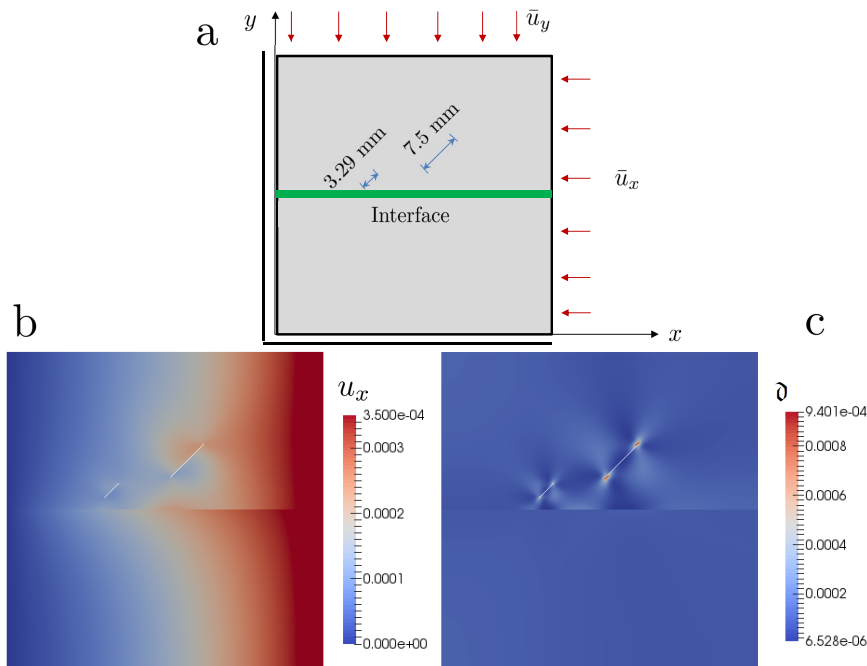 a
y
ū_y
3.29 mm
7.5 mm
ū_x
Interface
x
b
c
u_x
3.500e-04
0.0003
0.0002
0.0001
0.000e+00
𝔡
9.401e-04
0.0008
0.0006
0.0004
0.0002
6.528e-06